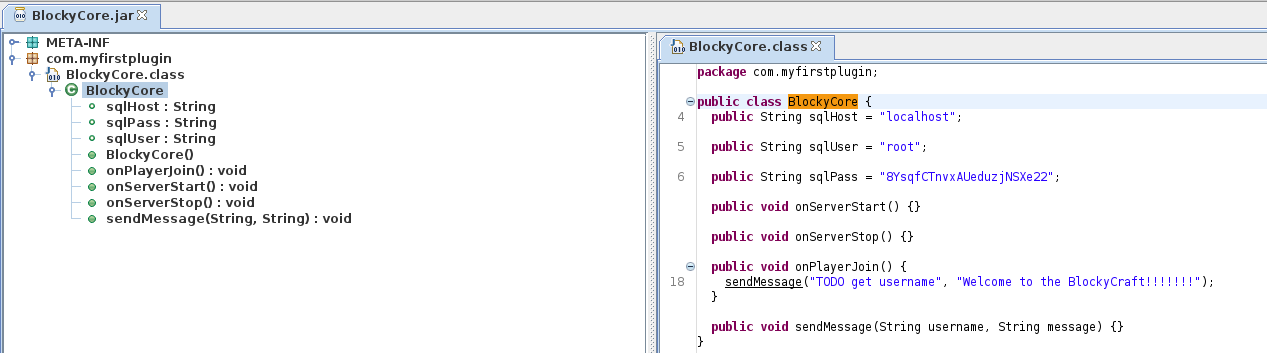 BlockyCore.jar
META-INF
com.myfirstplugin
BlockyCore.class
BlockyCore
sqlHost : String
sqlPass : String
sqlUser : String
BlockyCore()
onPlayerJoin() : void
onServerStart() : void
onServerStop() : void
sendMessage(String, String) : void
BlockyCore.class
package com.myfirstplugin;
public class BlockyCore {
4 public String sqlHost = "localhost";
5 public String sqlUser = "root";
6 public String sqlPass = "8YsqfCTnvxAUeduzjNSXe22";
public void onServerStart() {}
public void onServerStop() {}
public void onPlayerJoin() {
18 sendMessage("TODO get username", "Welcome to the BlockyCraft!!!!!!!");
}
public void sendMessage(String username, String message) {}
}